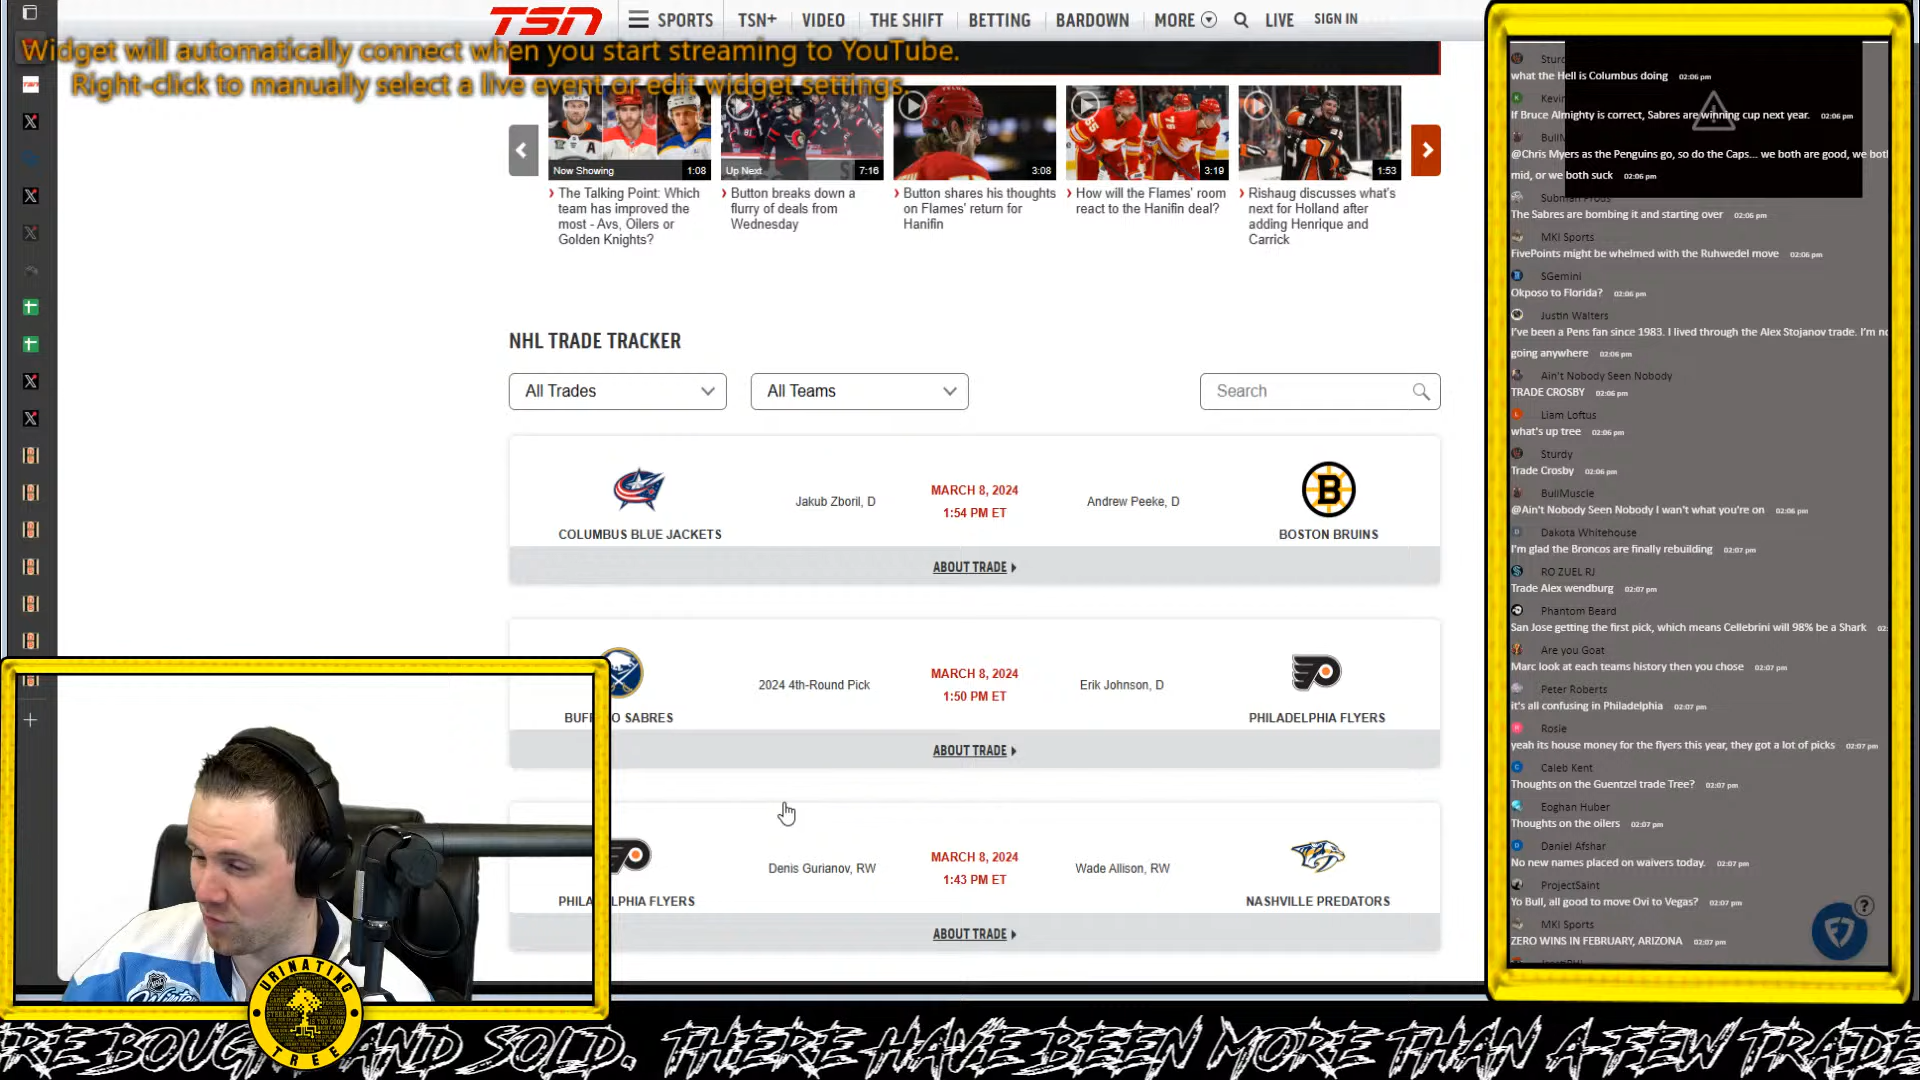 TSN
SPORTS
TSN+
VIDEO
THE SHIFT
BETTING
BARDOWN
MORE
LIVE
SIGN IN
Widget will automatically connect when you start streaming to YouTube.
Right-click to manually select a live event or edit widget settings.
Now Showing 1:08
Up Next 7:16
3:08
3:19
1:53
The Talking Point: Which
team has improved the
most - Avs, Oilers or
Golden Knights?
Button breaks down a
flurry of deals from
Wednesday
Button shares his thoughts
on Flames' return for
Hanifin
How will the Flames' room
react to the Hanifin deal?
Rishaug discusses what's
next for Holland after
adding Henrique and
Carrick
NHL TRADE TRACKER
All Trades
All Teams
Search
COLUMBUS BLUE JACKETS
Jakub Zboril, D
MARCH 8, 2024
1:54 PM ET
Andrew Peeke, D
B
BOSTON BRUINS
ABOUT TRADE
BUFF O SABRES
2024 4th-Round Pick
MARCH 8, 2024
1:50 PM ET
Erik Johnson, D
PHILADELPHIA FLYERS
ABOUT TRADE
PHIL LPHIA FLYERS
Denis Gurianov, RW
MARCH 8, 2024
1:43 PM ET
Wade Allison, RW
NASHVILLE PREDATORS
ABOUT TRADE
Sturd
what the Hell is Columbus doing 02:06 pm
Kevin
If Bruce Almighty is correct, Sabres are winning cup next year. 02:06 pm
BullM
@Chris Myers as the Penguins go, so do the Caps... we both are good, we both
mid, or we both suck 02:06 pm
Subman Prods
The Sabres are bombing it and starting over 02:06 pm
MKI Sports
FivePoints might be whelmed with the Ruhwedel move 02:06 pm
SGemini
Okposo to Florida? 02:06 pm
Justin Walters
I've been a Pens fan since 1983. I lived through the Alex Stojanov trade. I'm no
going anywhere 02:06 pm
Ain't Nobody Seen Nobody
TRADE CROSBY 02:06 pm
Liam Loftus
what's up tree 02:06 pm
Sturdy
Trade Crosby 02:06 pm
BullMuscle
@Ain't Nobody Seen Nobody I wan't what you're on 02:06 pm
Dakota Whitehouse
I'm glad the Broncos are finally rebuilding 02:07 pm
RO ZUEL RJ
Trade Alex wendburg 02:07 pm
Phantom Beard
San Jose getting the first pick, which means Cellebrini will 98% be a Shark 02:
Are you Goat
Marc look at each teams history then you chose 02:07 pm
Peter Roberts
it's all confusing in Philadelphia 02:07 pm
Rosie
yeah its house money for the flyers this year, they got a lot of picks 02:07 pm
Caleb Kent
Thoughts on the Guentzel trade Tree? 02:07 pm
Eoghan Huber
Thoughts on the oilers 02:07 pm
Daniel Afshar
No new names placed on waivers today. 02:07 pm
ProjectSaint
Yo Bull, all good to move Ovi to Vegas? 02:07 pm
MKI Sports
ZERO WINS IN FEBRUARY, ARIZONA 02:07 pm
?
URINATING
TREE
RE BOUG AND SOLD. THERE HAVE BEEN MORE THAN A FEW TRADE